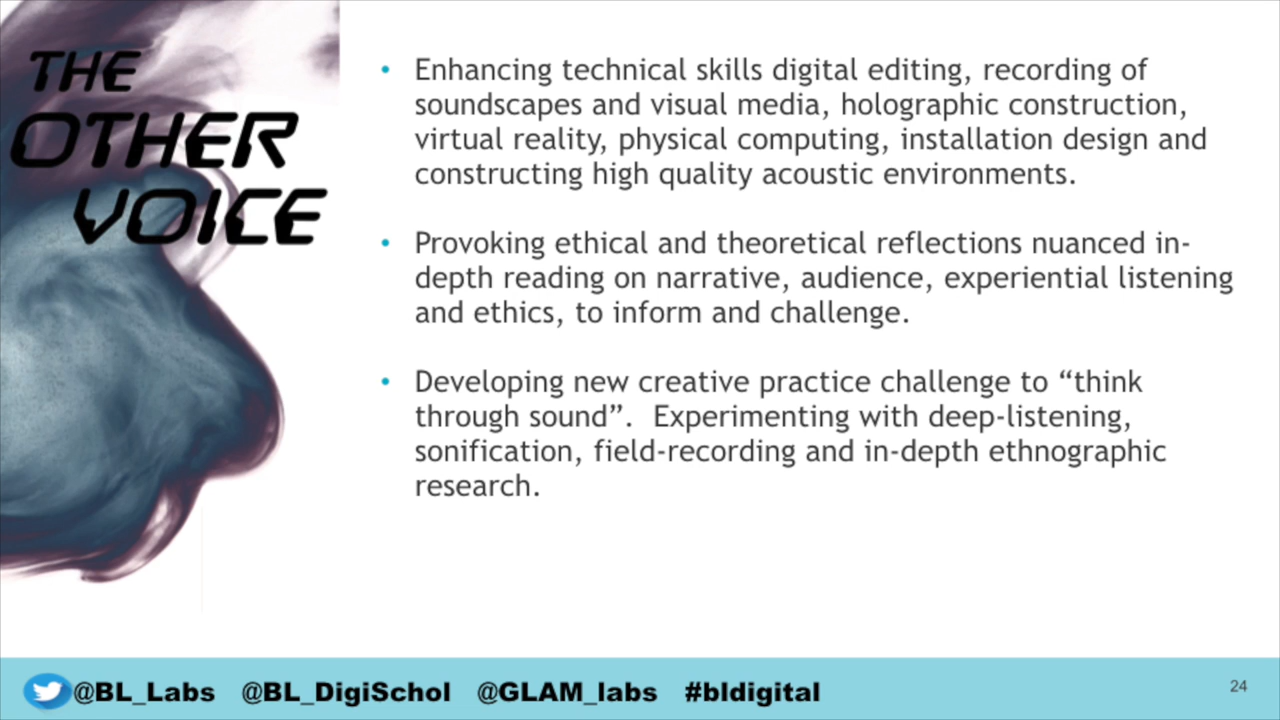 THE
OTHER
VOICE
• Enhancing technical skills digital editing, recording of
soundscapes and visual media, holographic construction,
virtual reality, physical computing, installation design and
constructing high quality acoustic environments.
• Provoking ethical and theoretical reflections nuanced in-
depth reading on narrative, audience, experiential listening
and ethics, to inform and challenge.
• Developing new creative practice challenge to “think
through sound”.  Experimenting with deep-listening,
sonification, field-recording and in-depth ethnographic
research.
@BL_Labs @BL_DigiSchol @GLAM_labs #bldigital
24